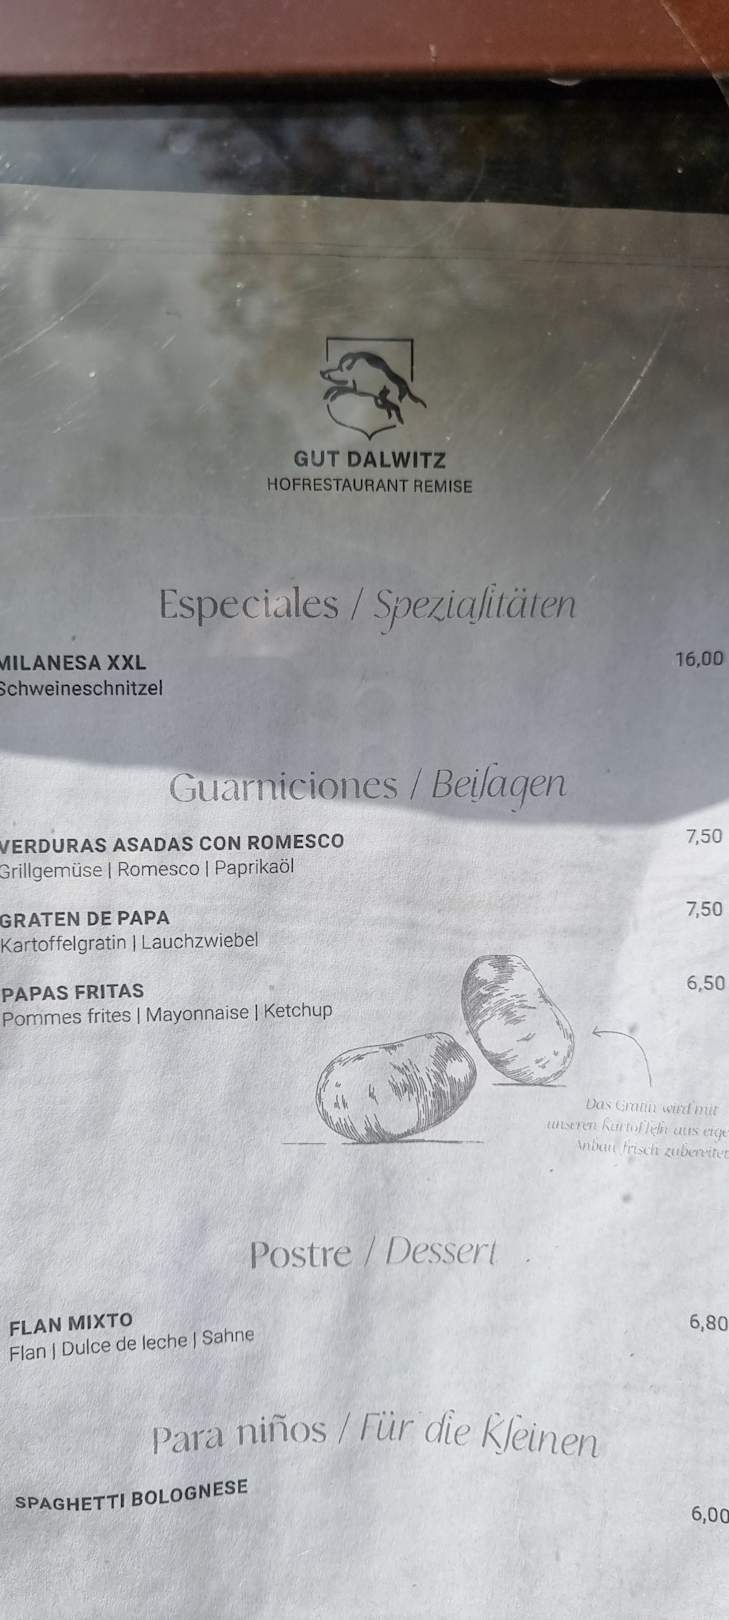 GUT DALWITZ
HOFRESTAURANT REMISE
Especiales / Spezialitäten
MILANESA XXL 16,00
Schweineschnitzel
Guarniciones / Beilagen
VERDURAS ASADAS CON ROMESCO 7,50
Grillgemüse | Romesco | Paprikaöl
GRATEN DE PAPA 7,50
Kartoffelgratin | Lauchzwiebel
PAPAS FRITAS 6,50
Pommes frites | Mayonnaise | Ketchup
Das Gratin wird mit
unseren Kartoffeln aus eige
Anbau frisch zubereitet
Postre / Dessert
FLAN MIXTO 6,80
Flan | Dulce de leche | Sahne
Para niños / Für die Kleinen
SPAGHETTI BOLOGNESE 6,00